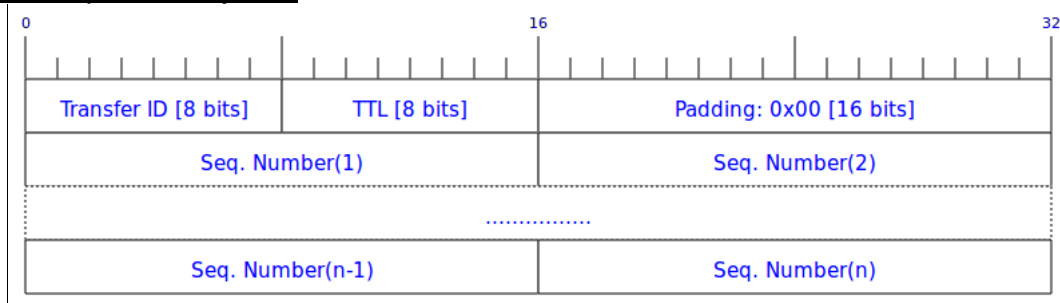 0 16 32
Transfer ID [8 bits] TTL [8 bits] Padding: 0x00 [16 bits]
Seq. Number(1) Seq. Number(2)
................
Seq. Number(n-1) Seq. Number(n)